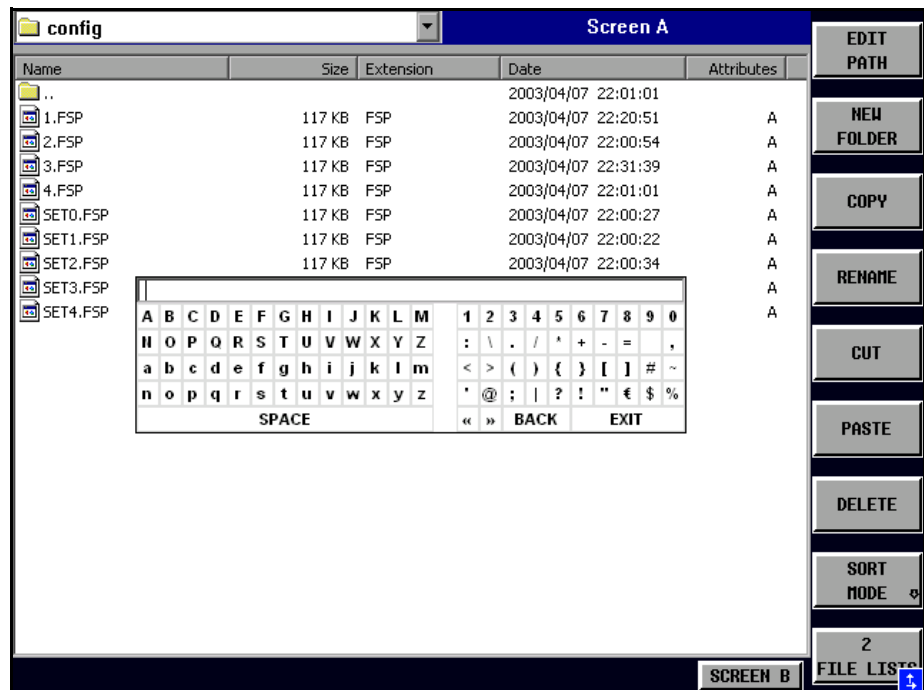 config
Screen A
Name Size Extension Date Attributes
.. 2003/04/07 22:01:01
1.FSP 117 KB FSP 2003/04/07 22:20:51 A
2.FSP 117 KB FSP 2003/04/07 22:00:54 A
3.FSP 117 KB FSP 2003/04/07 22:31:39 A
4.FSP 117 KB FSP 2003/04/07 22:01:01 A
SET0.FSP 117 KB FSP 2003/04/07 22:00:27 A
SET1.FSP 117 KB FSP 2003/04/07 22:00:22 A
SET2.FSP 117 KB FSP 2003/04/07 22:00:34 A
SET3.FSP A
SET4.FSP A
A B C D E F G H I J K L M 1 2 3 4 5 6 7 8 9 0
N O P Q R S T U V W X Y Z : \ . / * + - = ,
a b c d e f g h i j k l m < > ( ) { } [ ] # ~
n o p q r s t u v w x y z ' @ ; | ? ! " € $ %
SPACE « » BACK EXIT
EDIT
PATH
NEW
FOLDER
COPY
RENAME
CUT
PASTE
DELETE
SORT
MODE
2
FILE LISTS
SCREEN B